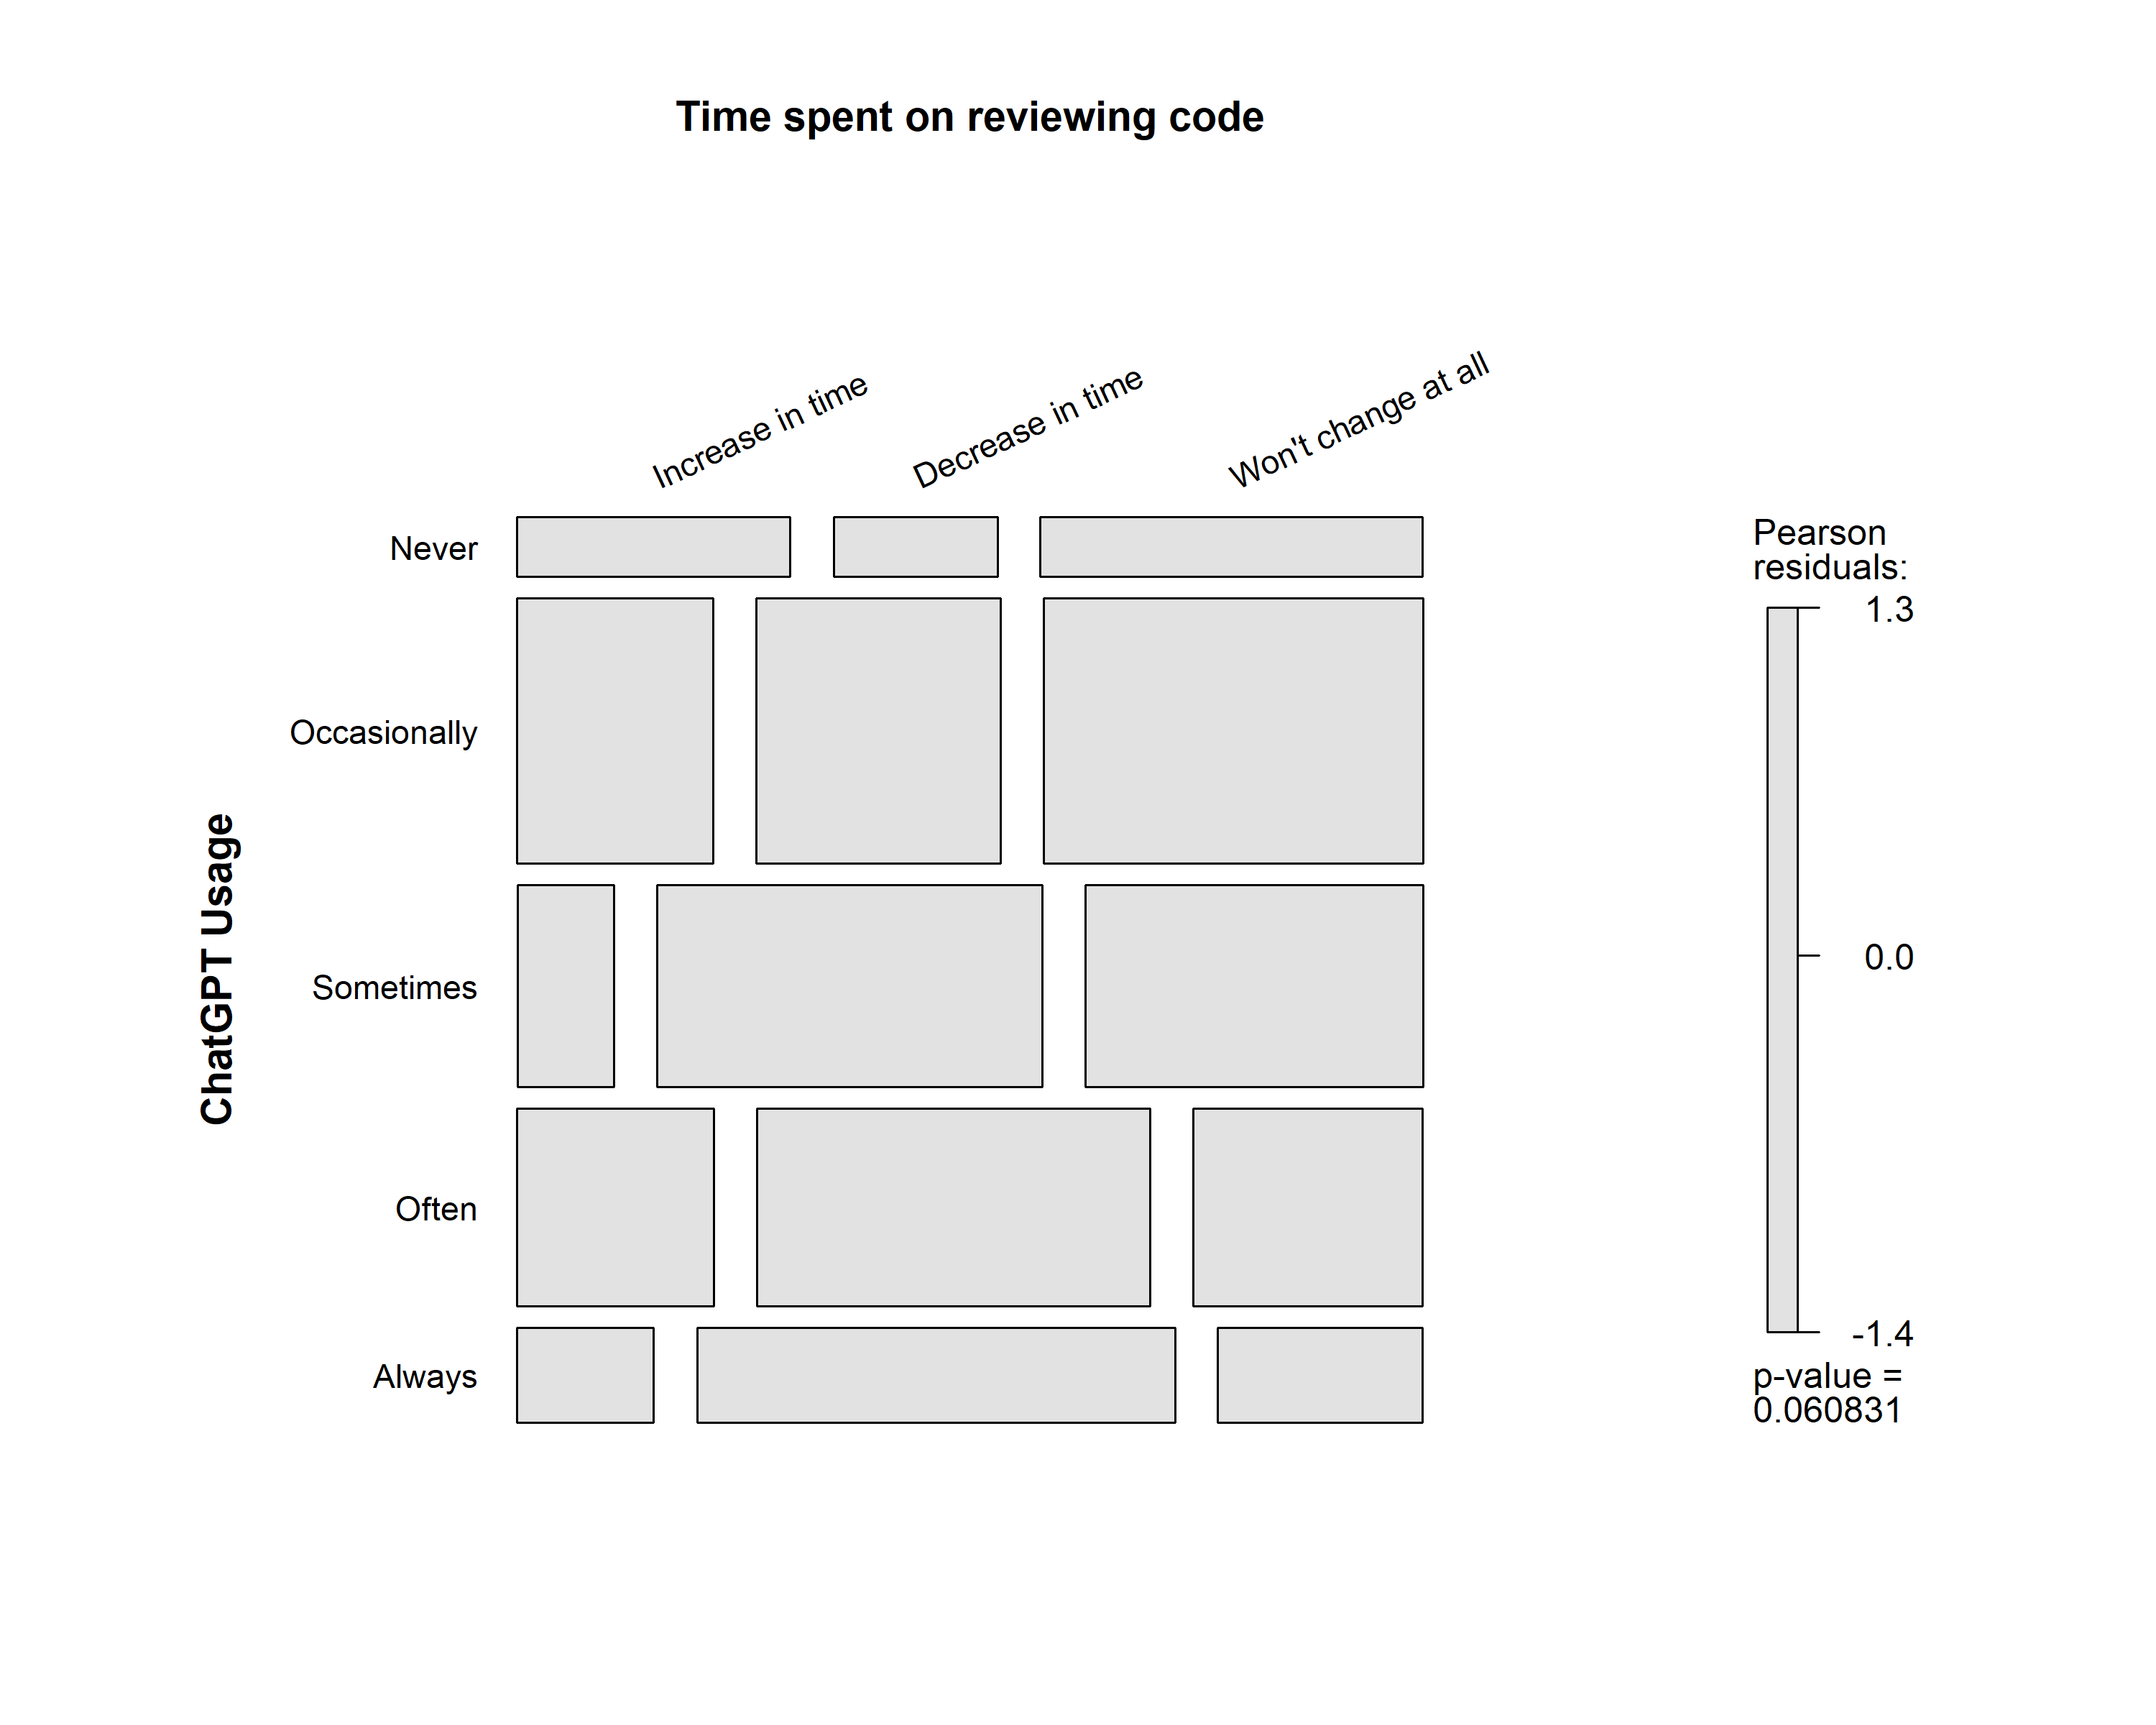 Time spent on reviewing code
Increase in time
Decrease in time
Won't change at all
ChatGPT Usage
Never
Occasionally
Sometimes
Often
Always
Pearson
residuals:
1.3
0.0
-1.4
p-value =
0.060831